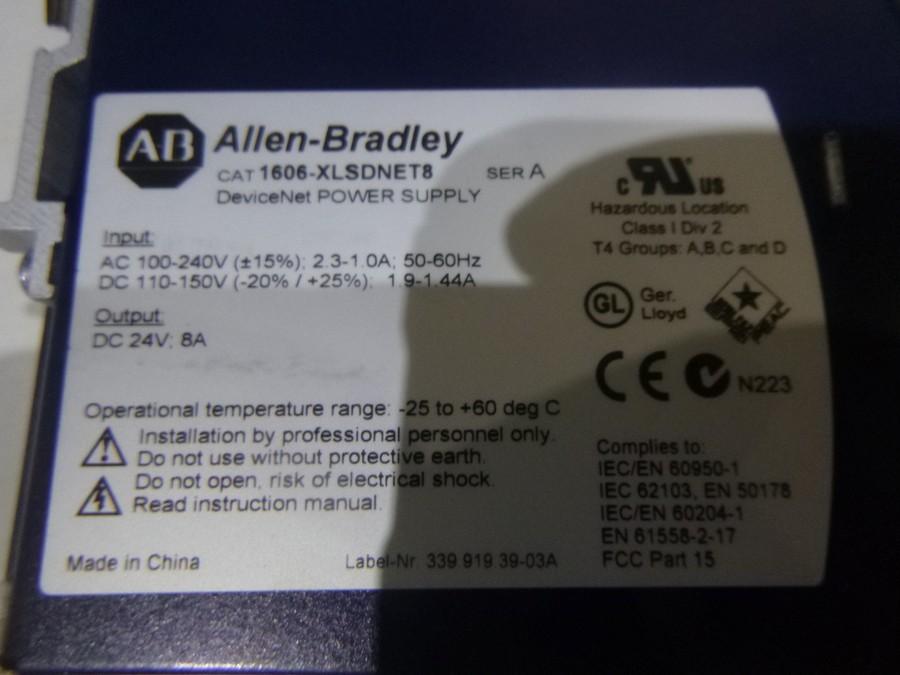 AB Allen-Bradley
CAT 1606-XLSDNET8 SER A
DeviceNet POWER SUPPLY
Input:
AC 100-240V (±15%); 2.3-1.0A; 50-60Hz
DC 110-150V (-20% / +25%); 1.9-1.44A
Output:
DC 24V; 8A
Operational temperature range: -25 to +60 deg C
Installation by professional personnel only.
Do not use without protective earth.
Do not open, risk of electrical shock.
Read instruction manual.
Made in China
Label-Nr. 339 919 39-03A
C RU US
Hazardous Location
Class I Div 2
T4 Groups: A,B,C and D
GL Ger.
Lloyd
CE N223
Complies to:
IEC/EN 60950-1
IEC 62103, EN 50178
IEC/EN 60204-1
EN 61558-2-17
FCC Part 15